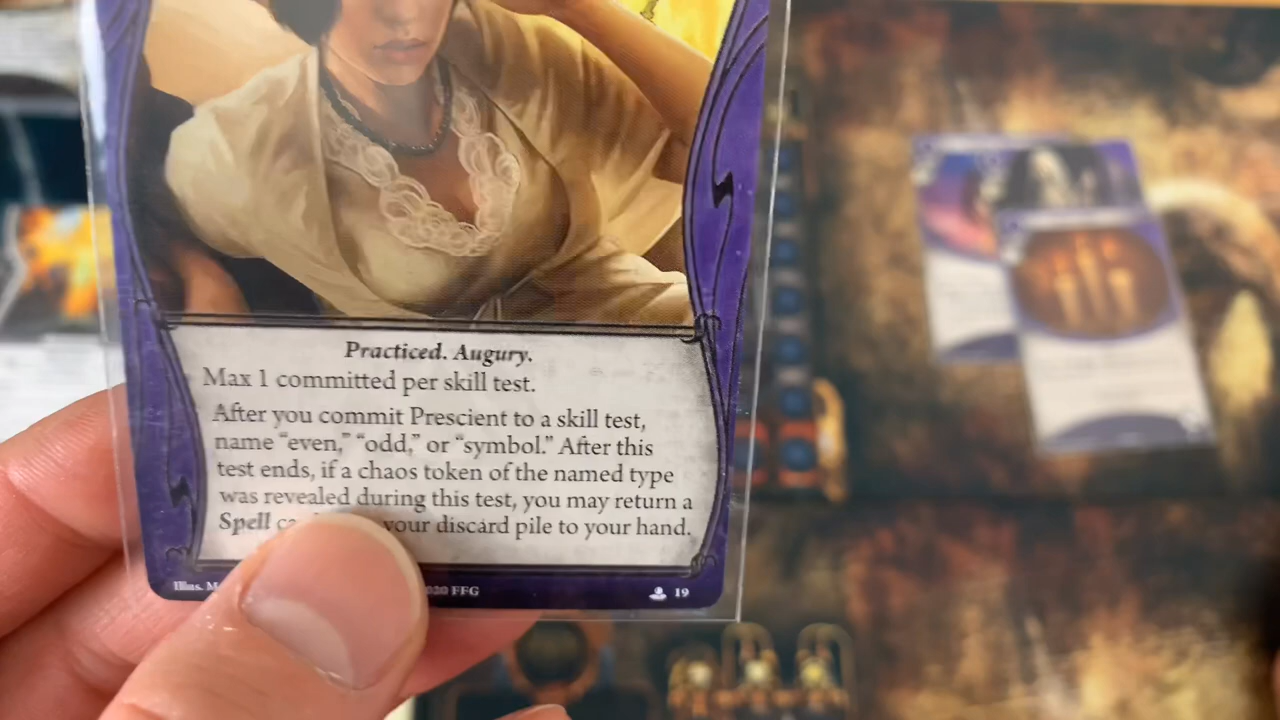 Practiced. Augury.
Max 1 committed per skill test.
After you commit Prescient to a skill test,
name “even,” “odd,” or “symbol.” After this
test ends, if a chaos token of the named type
was revealed during this test, you may return a
Spell your discard pile to your hand.
Illus. FFG 19